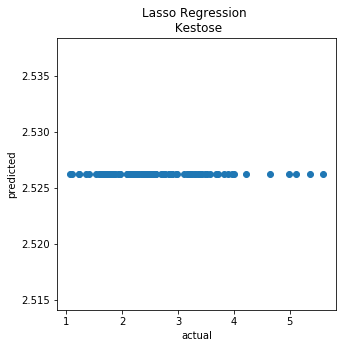 Lasso Regression
Kestose
2.535
2.530
2.525
2.520
2.515
predicted
1 2 3 4 5
actual